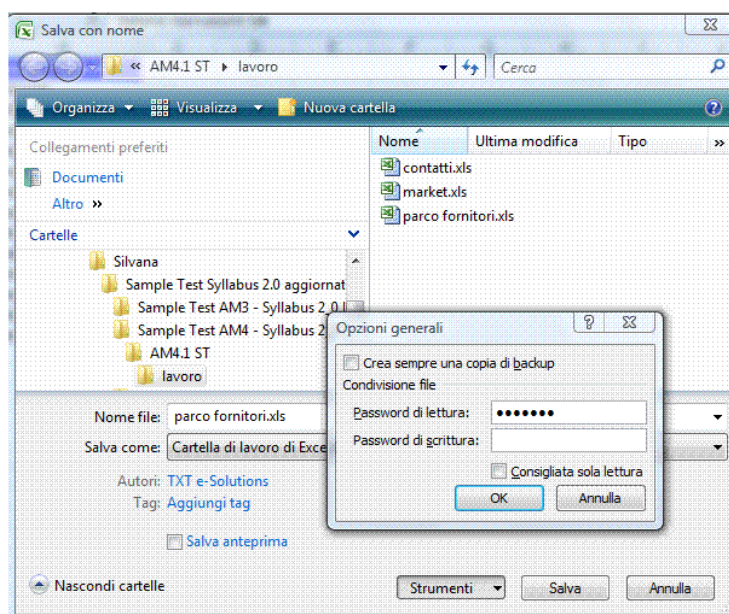 Salva con nome
« AM4.1 ST ▸ lavoro
Cerca
Organizza
Visualizza
Nuova cartella
Collegamenti preferiti
Documenti
Altro »
Cartelle
Silvana
Sample Test Syllabus 2.0 aggiornat
Sample Test AM3 - Syllabus 2_0
Sample Test AM4 - Syllabus 2
AM4.1 ST
lavoro
Nome
Ultima modifica
Tipo
»
contatti.xls
market.xls
parco fornitori.xls
Opzioni generali
Crea sempre una copia di backup
Condivisione file
Password di lettura: •••••••
Password di scrittura:
Consigliata sola lettura
OK
Annulla
Nome file: parco fornitori.xls
Salva come: Cartella di lavoro di Exce
Autori: TXT e-Solutions
Tag: Aggiungi tag
Salva anteprima
Nascondi cartelle
Strumenti
Salva
Annulla